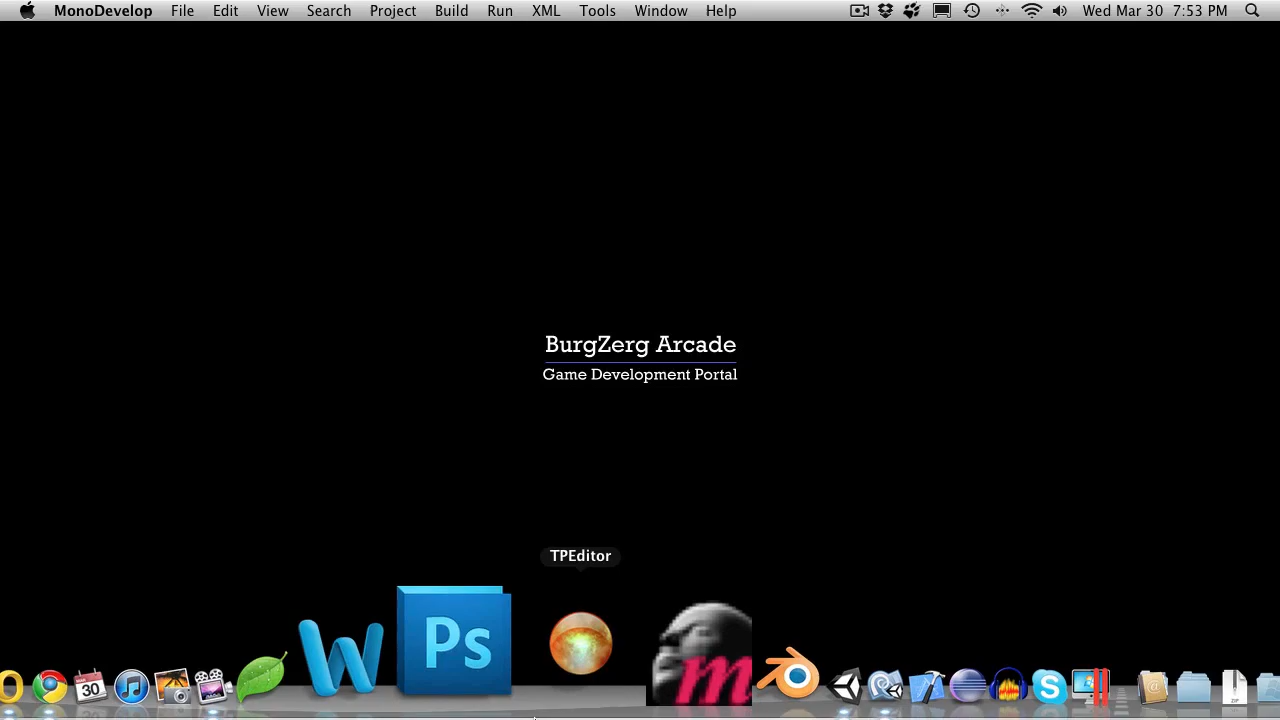 MonoDevelop File Edit View Search Project Build Run XML Tools Window Help Wed Mar 30 7:53 PM
BurgZerg Arcade
Game Development Portal
TPEditor
W
Ps
m
30
S
@
ZIP